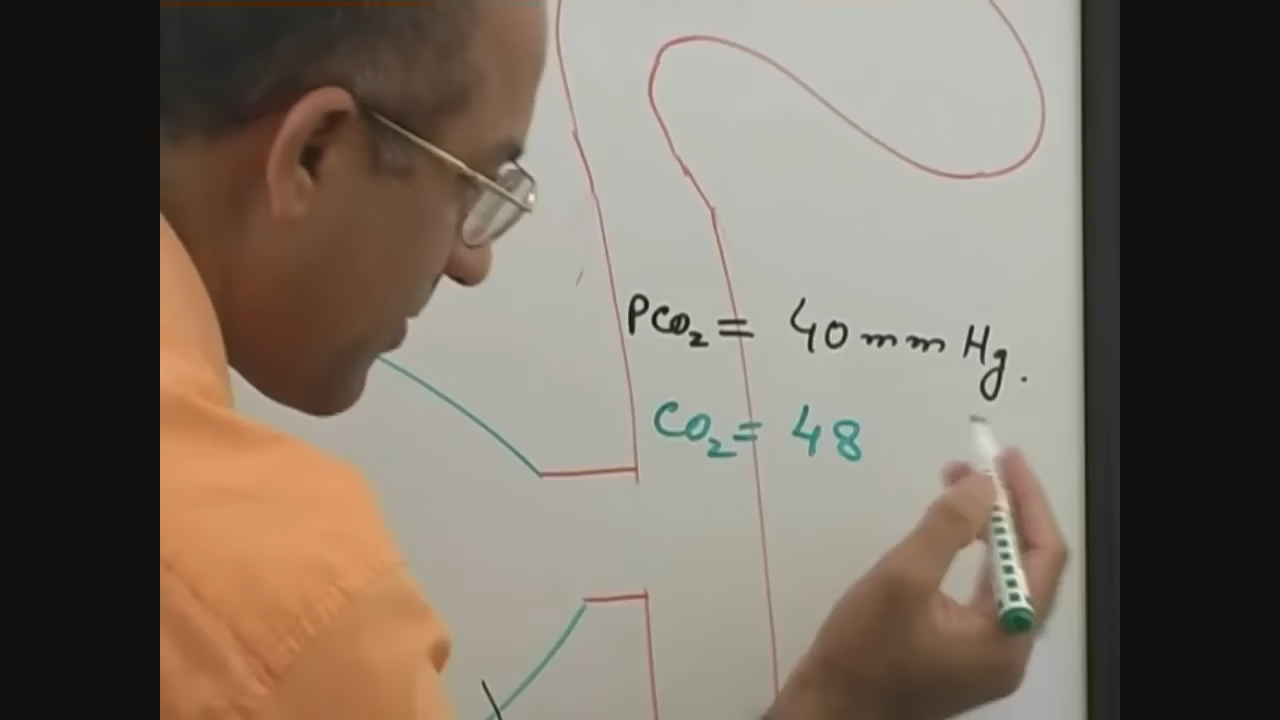 PCO₂ = 40 mm Hg.
CO₂ = 48